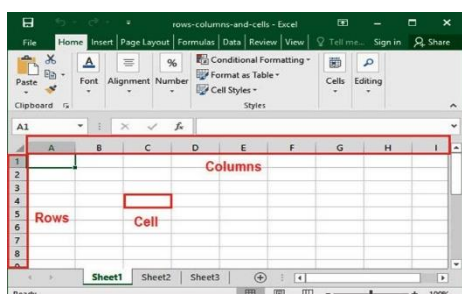 rows-columns-and-cells - Excel
File Home Insert Page Layout Formulas Data Review View Tell me... Sign in Share
Paste Font Alignment Number Conditional Formatting Cells Editing
%
Format as Table
Cell Styles
Clipboard Styles
A1 fx
A B C D E F G H I
1
Columns
2
3
4
5
Rows Cell
6
7
8
Sheet1 Sheet2 Sheet3
100%